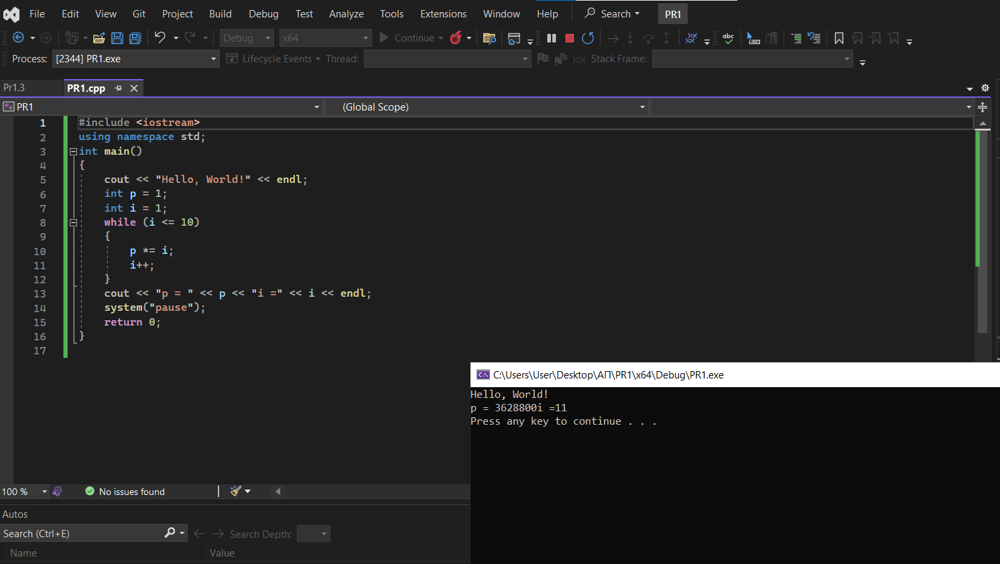 File Edit View Git Project Build Debug Test Analyze Tools Extensions Window Help Search PR1
Debug x64 Continue abc
Process: [2344] PR1.exe Lifecycle Events Thread: Stack Frame:
Pr1.3 PR1.cpp
PR1 (Global Scope)
1 #include <iostream>
2 using namespace std;
3 int main()
4 {
5 cout << "Hello, World!" << endl;
6 int p = 1;
7 int i = 1;
8 while (i <= 10)
9 {
10 p *= i;
11 i++;
12 }
13 cout << "p = " << p << "i =" << i << endl;
14 system("pause");
15 return 0;
16 }
17
C:\Users\User\Desktop\АП\PR1\x64\Debug\PR1.exe
Hello, World!
p = 3628800i =11
Press any key to continue . . .
100 % No issues found
Autos
Search (Ctrl+E) Search Depth:
Name Value